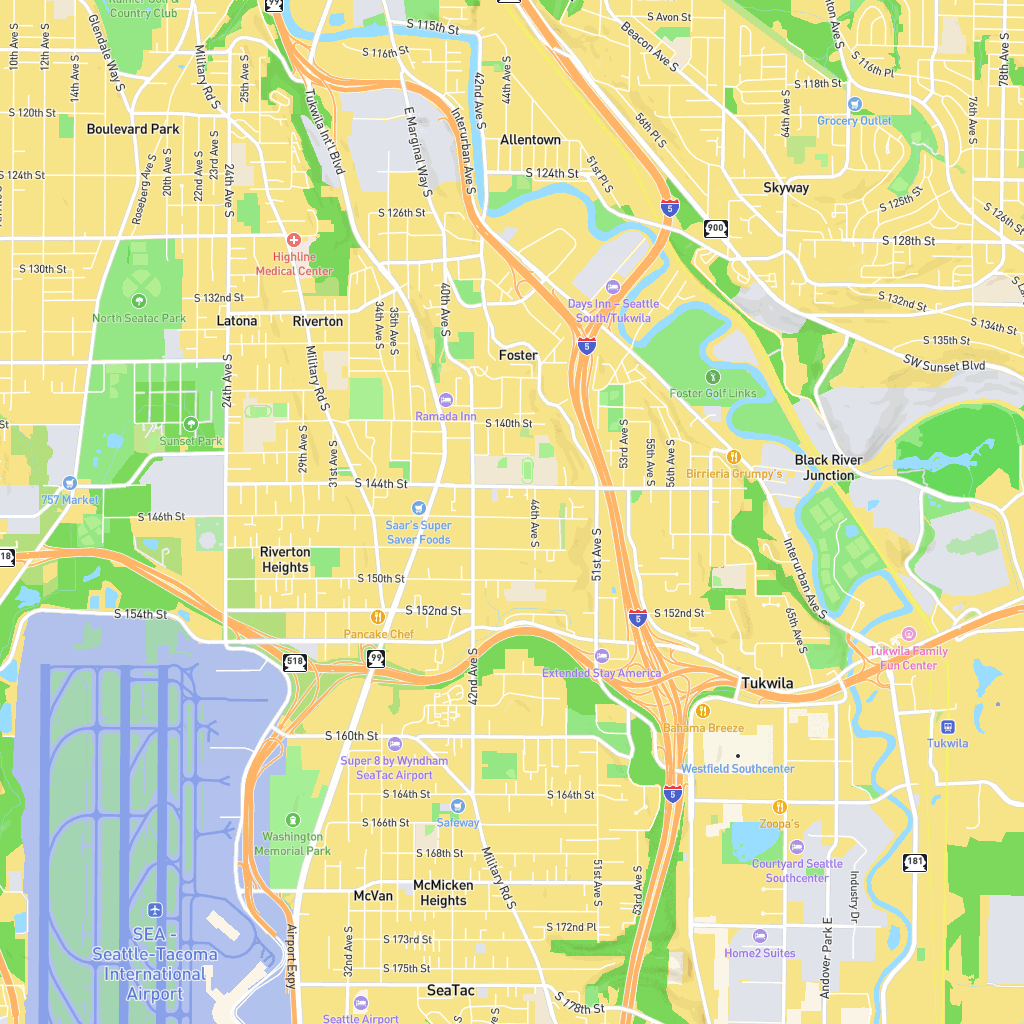 Country Club
99
S 115th St
S Avon St
10th Ave S
12th Ave S
14th Ave S
Glendale Way S
Military Rd S
25th Ave S
S 116th St
42nd Ave S
44th Ave S
Beacon Ave S
S 116th Pl
S 118th St
78th Ave S
S 120th St
Boulevard Park
Tukwila Int'l Blvd
E Marginal Way S
Interurban Ave S
Allentown
56th Pl S
64th Ave S
Grocery Outlet
76th Ave S
S 124th St
Roseberg Ave S
20th Ave S
22nd Ave S
23rd Ave S
24th Ave S
S 124th St
51st Pl S
Skyway
S 125th St
S 126th St
S 126th St
5
900
S 128th St
Highline
Medical Center
S 130th St
S 132nd St
North Seatac Park
Latona
Riverton
34th Ave S
35th Ave S
40th Ave S
Days Inn – Seattle
South/Tukwila
S 132nd St
S 134th St
S 135th St
5
Foster
SW Sunset Blvd
24th Ave S
Military Rd S
Foster Golf Links
Ramada Inn
S 140th St
Sunset Park
29th Ave S
31st Ave S
53rd Ave S
55th Ave S
56th Ave S
Birrieria Grumpy's
Black River
Junction
757 Market
S 144th St
S 146th St
Saar's Super
Saver Foods
46th Ave S
51st Ave S
Interurban Ave S
18
Riverton
Heights
S 150th St
S 154th St
S 152nd St
Pancake Chef
5
S 152nd St
65th Ave S
Tukwila Family
Fun Center
518
99
42nd Ave S
Extended Stay America
Tukwila
Bahama Breeze
S 160th St
Super 8 by Wyndham
SeaTac Airport
Westfield Southcenter
Tukwila
S 164th St
S 164th St
5
Safeway
Zoopa's
S 166th St
Washington
Memorial Park
S 168th St
Military Rd S
Courtyard Seattle
Southcenter
181
McVan
McMicken
Heights
51st Ave S
53rd Ave S
Industry Dr
SEA -
Seattle-Tacoma
International
Airport
Airport Expy
32nd Ave S
S 173rd St
S 172nd Pl
Home2 Suites
Andover Park E
S 175th St
SeaTac
S 178th St
Seattle Airport